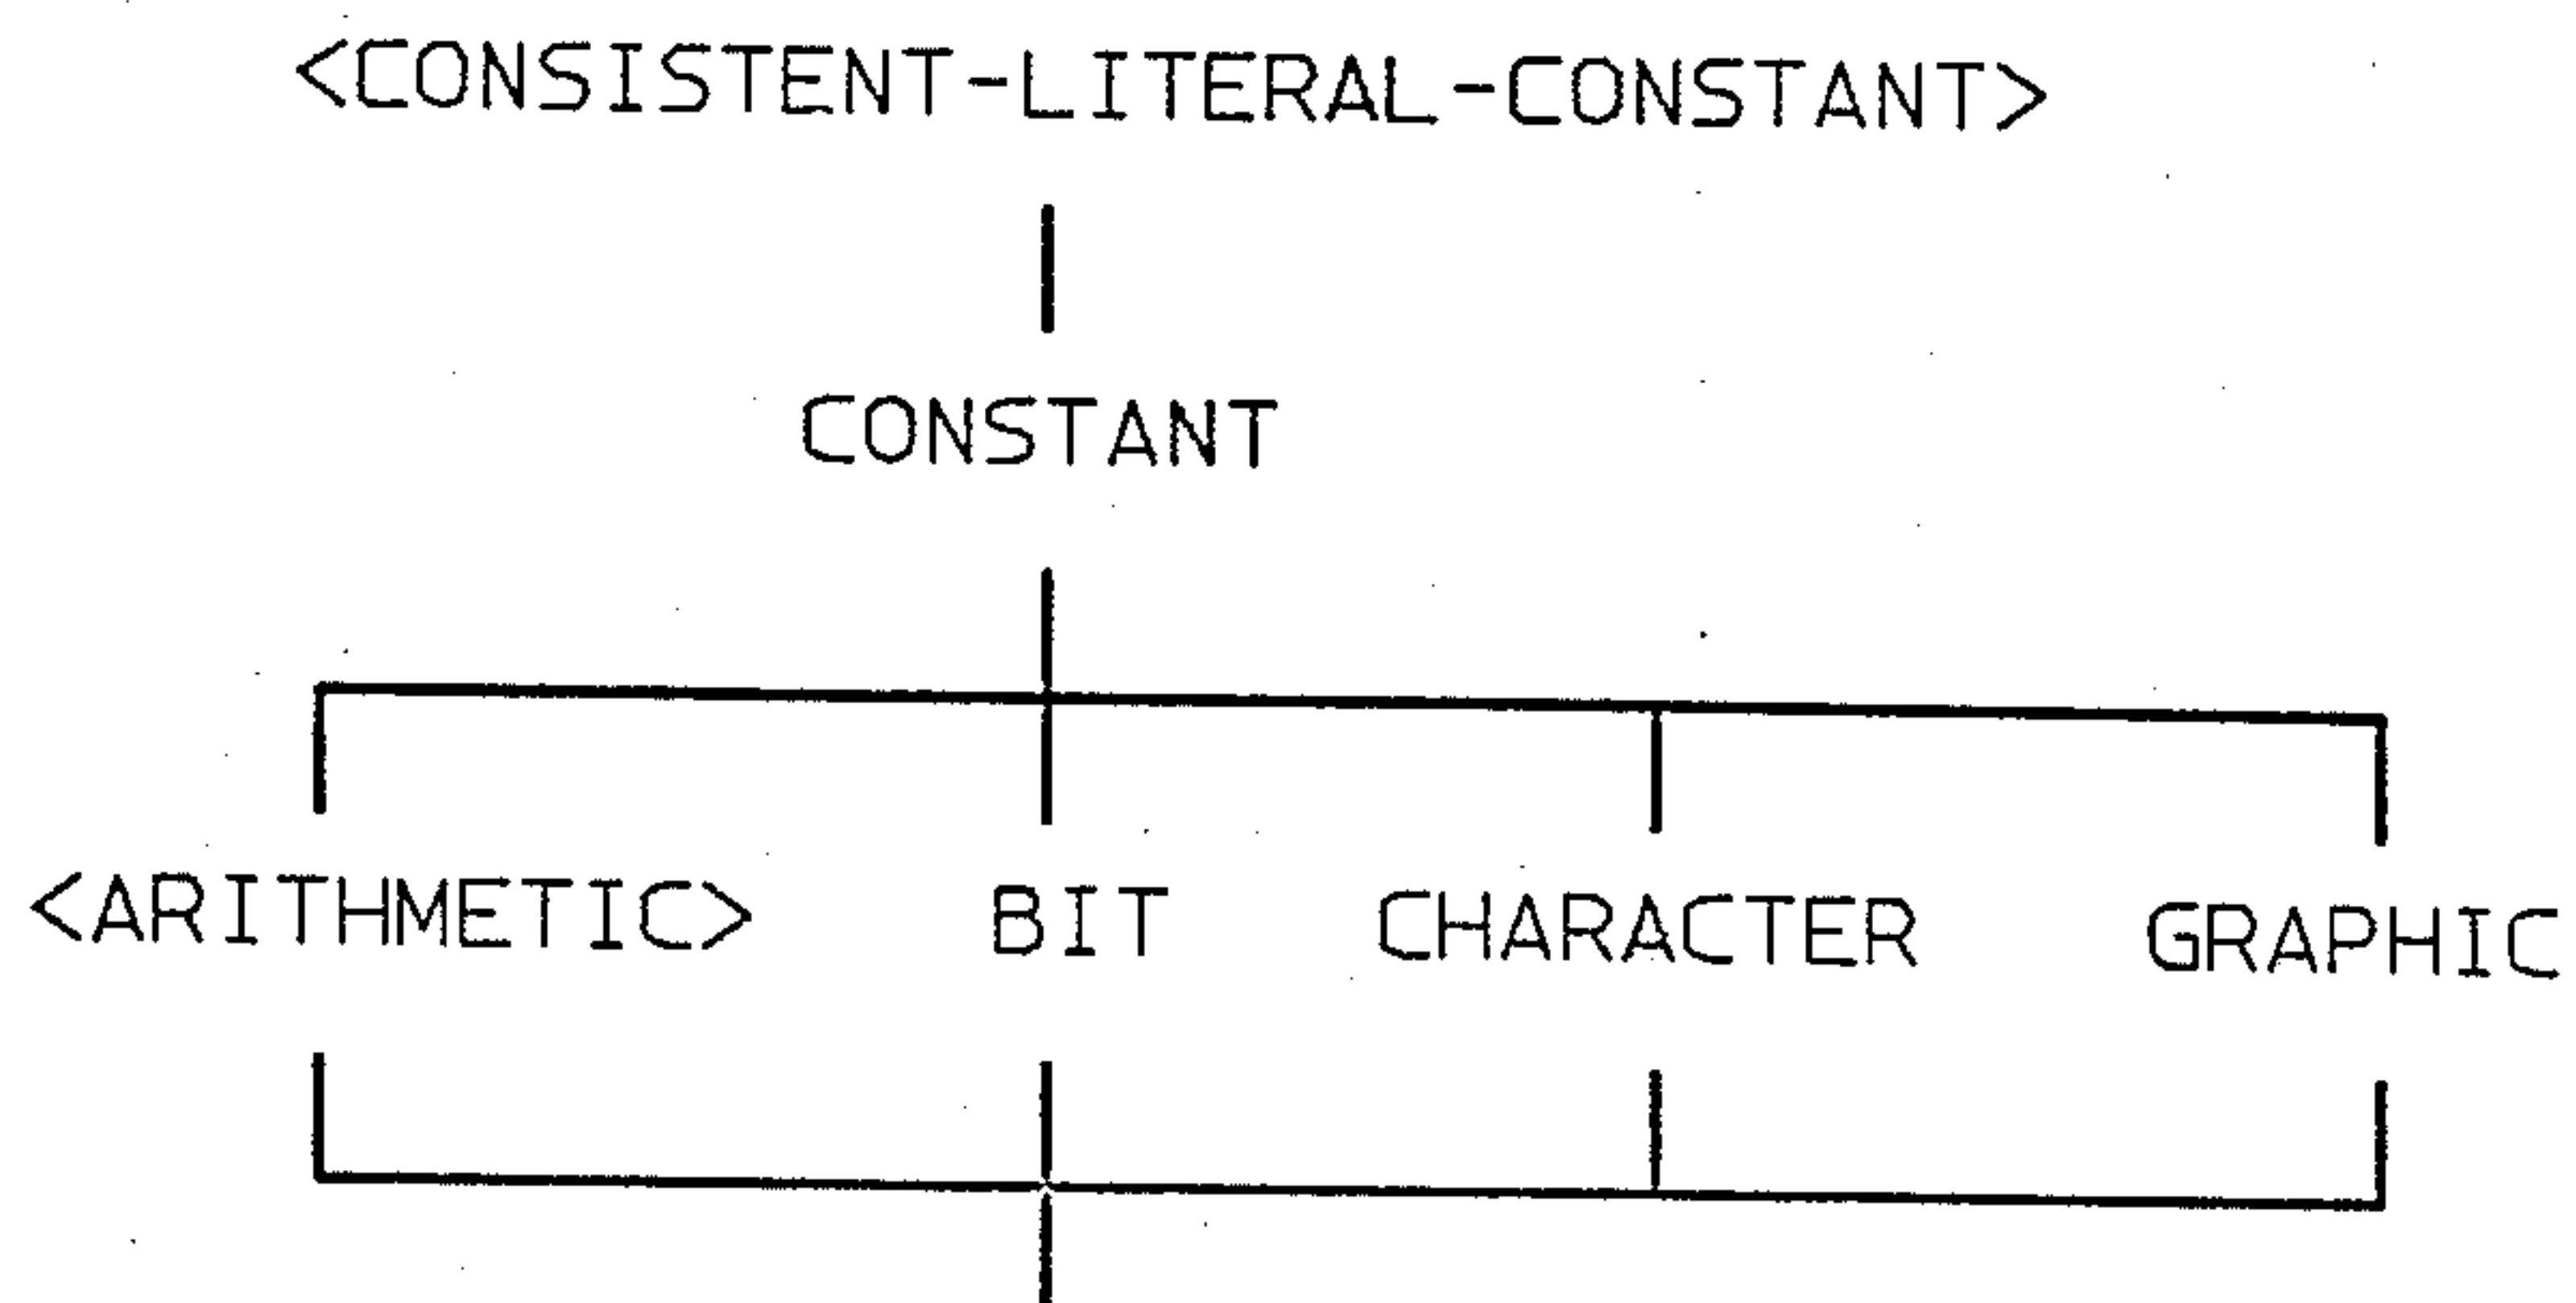 <CONSISTENT-LITERAL-CONSTANT>
CONSTANT
<ARITHMETIC> BIT CHARACTER GRAPHIC